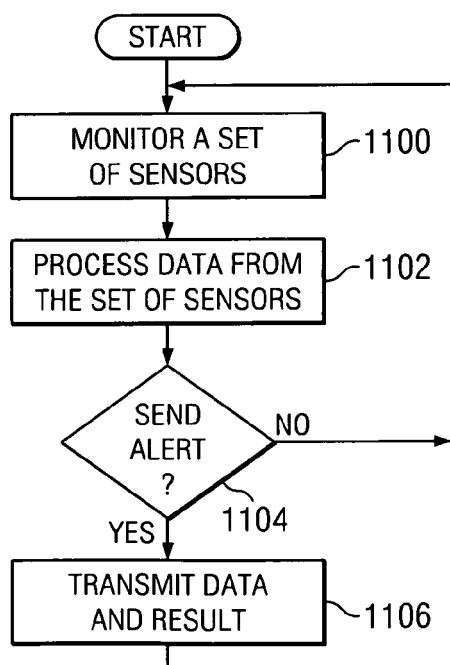 START
MONITOR A SET
OF SENSORS
1100
PROCESS DATA FROM
THE SET OF SENSORS
1102
SEND
ALERT
?
NO
1104
YES
TRANSMIT DATA
AND RESULT
1106